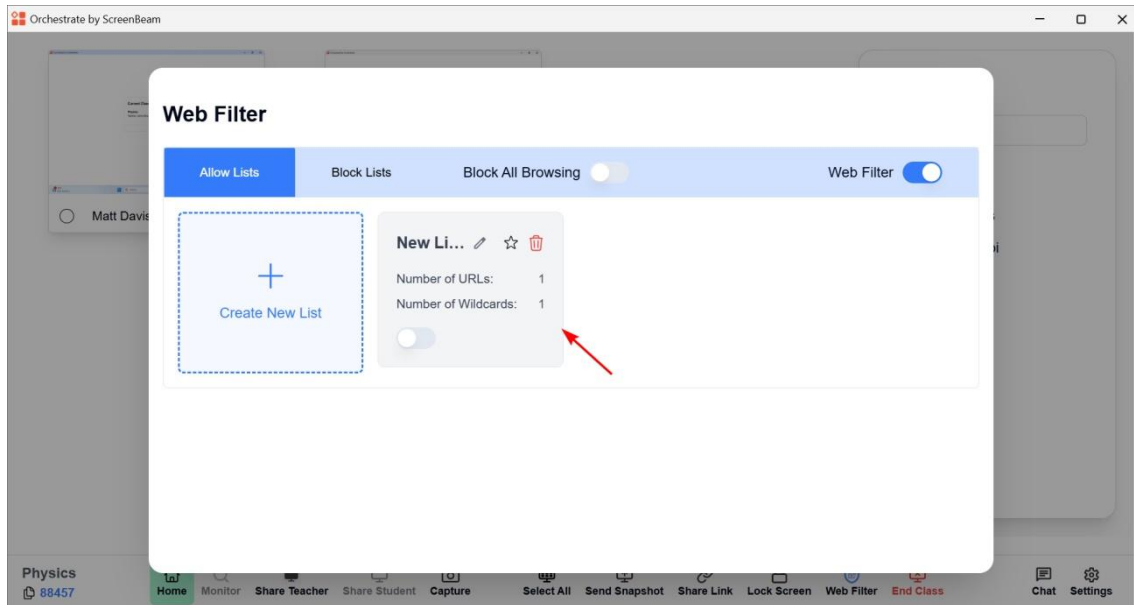 Orchestrate by ScreenBeam
Web Filter
Allow Lists
Block Lists
Block All Browsing
Web Filter
Matt Davis
Create New List
New Li...
Number of URLs: 1
Number of Wildcards: 1
Physics
88457
Home
Monitor
Share Teacher
Share Student
Capture
Select All
Send Snapshot
Share Link
Lock Screen
Web Filter
End Class
Chat
Settings